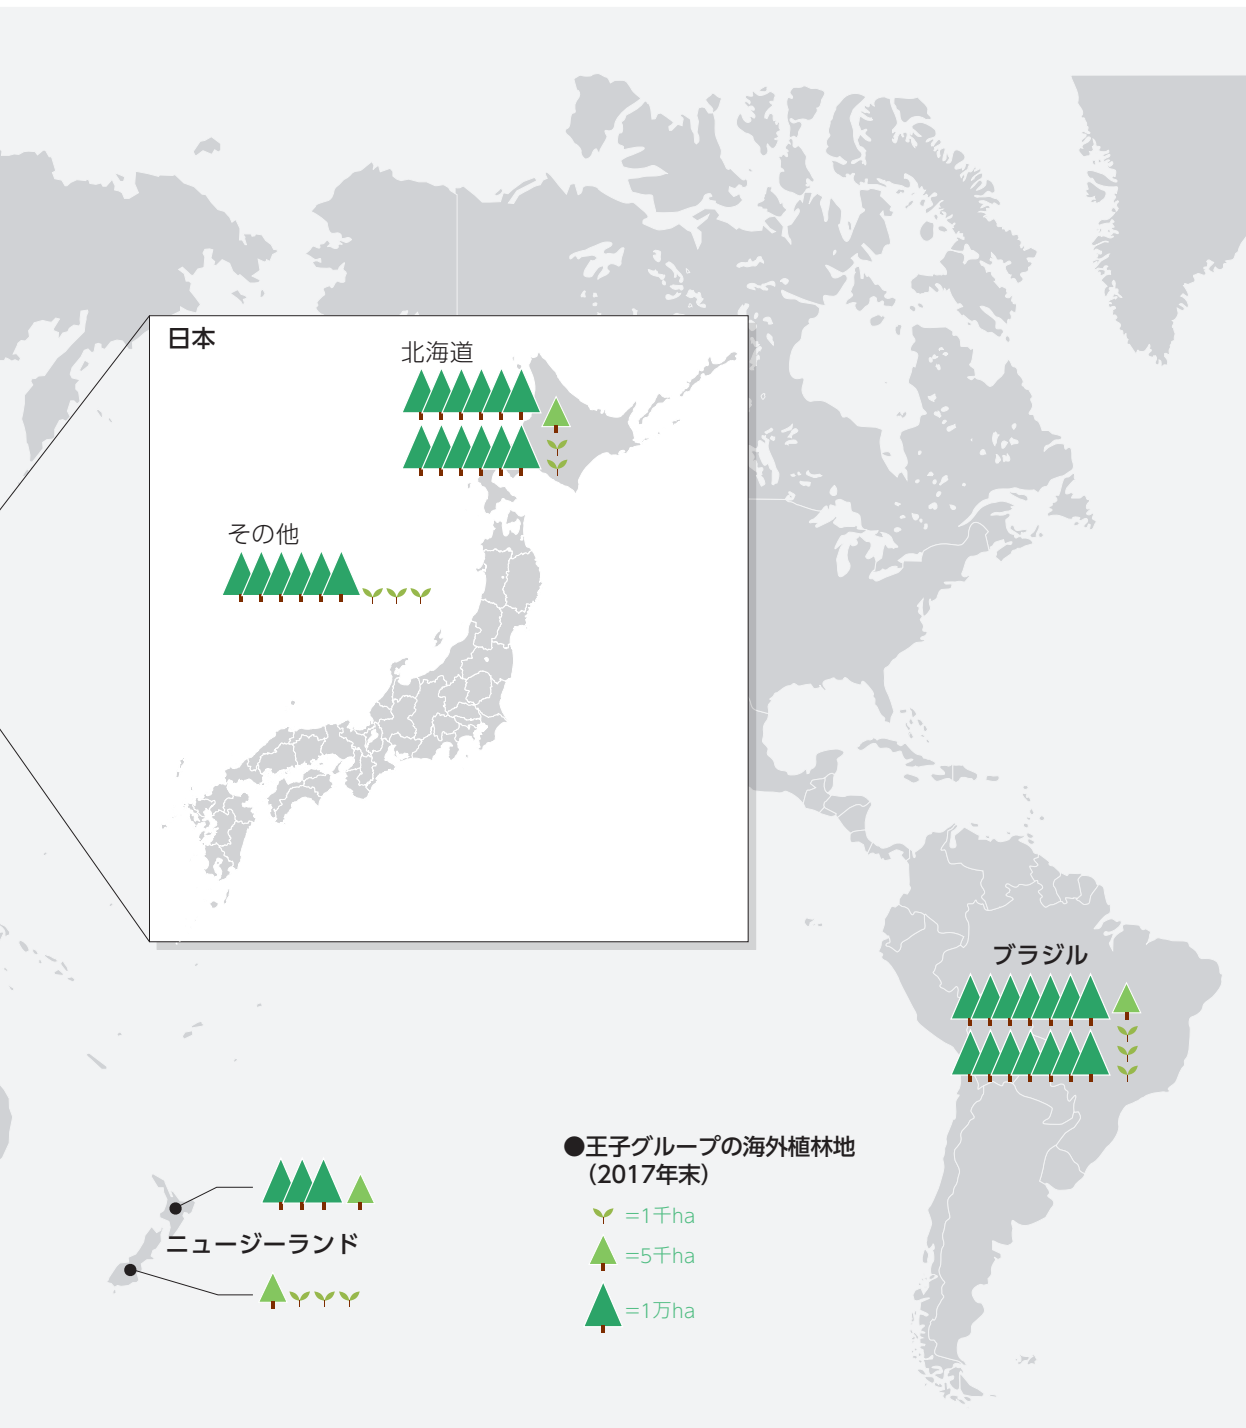 日本
北海道
その他
ブラジル
ニュージーランド
●王子グループの海外植林地
（2017年末）
=1千ha
=5千ha
=1万ha